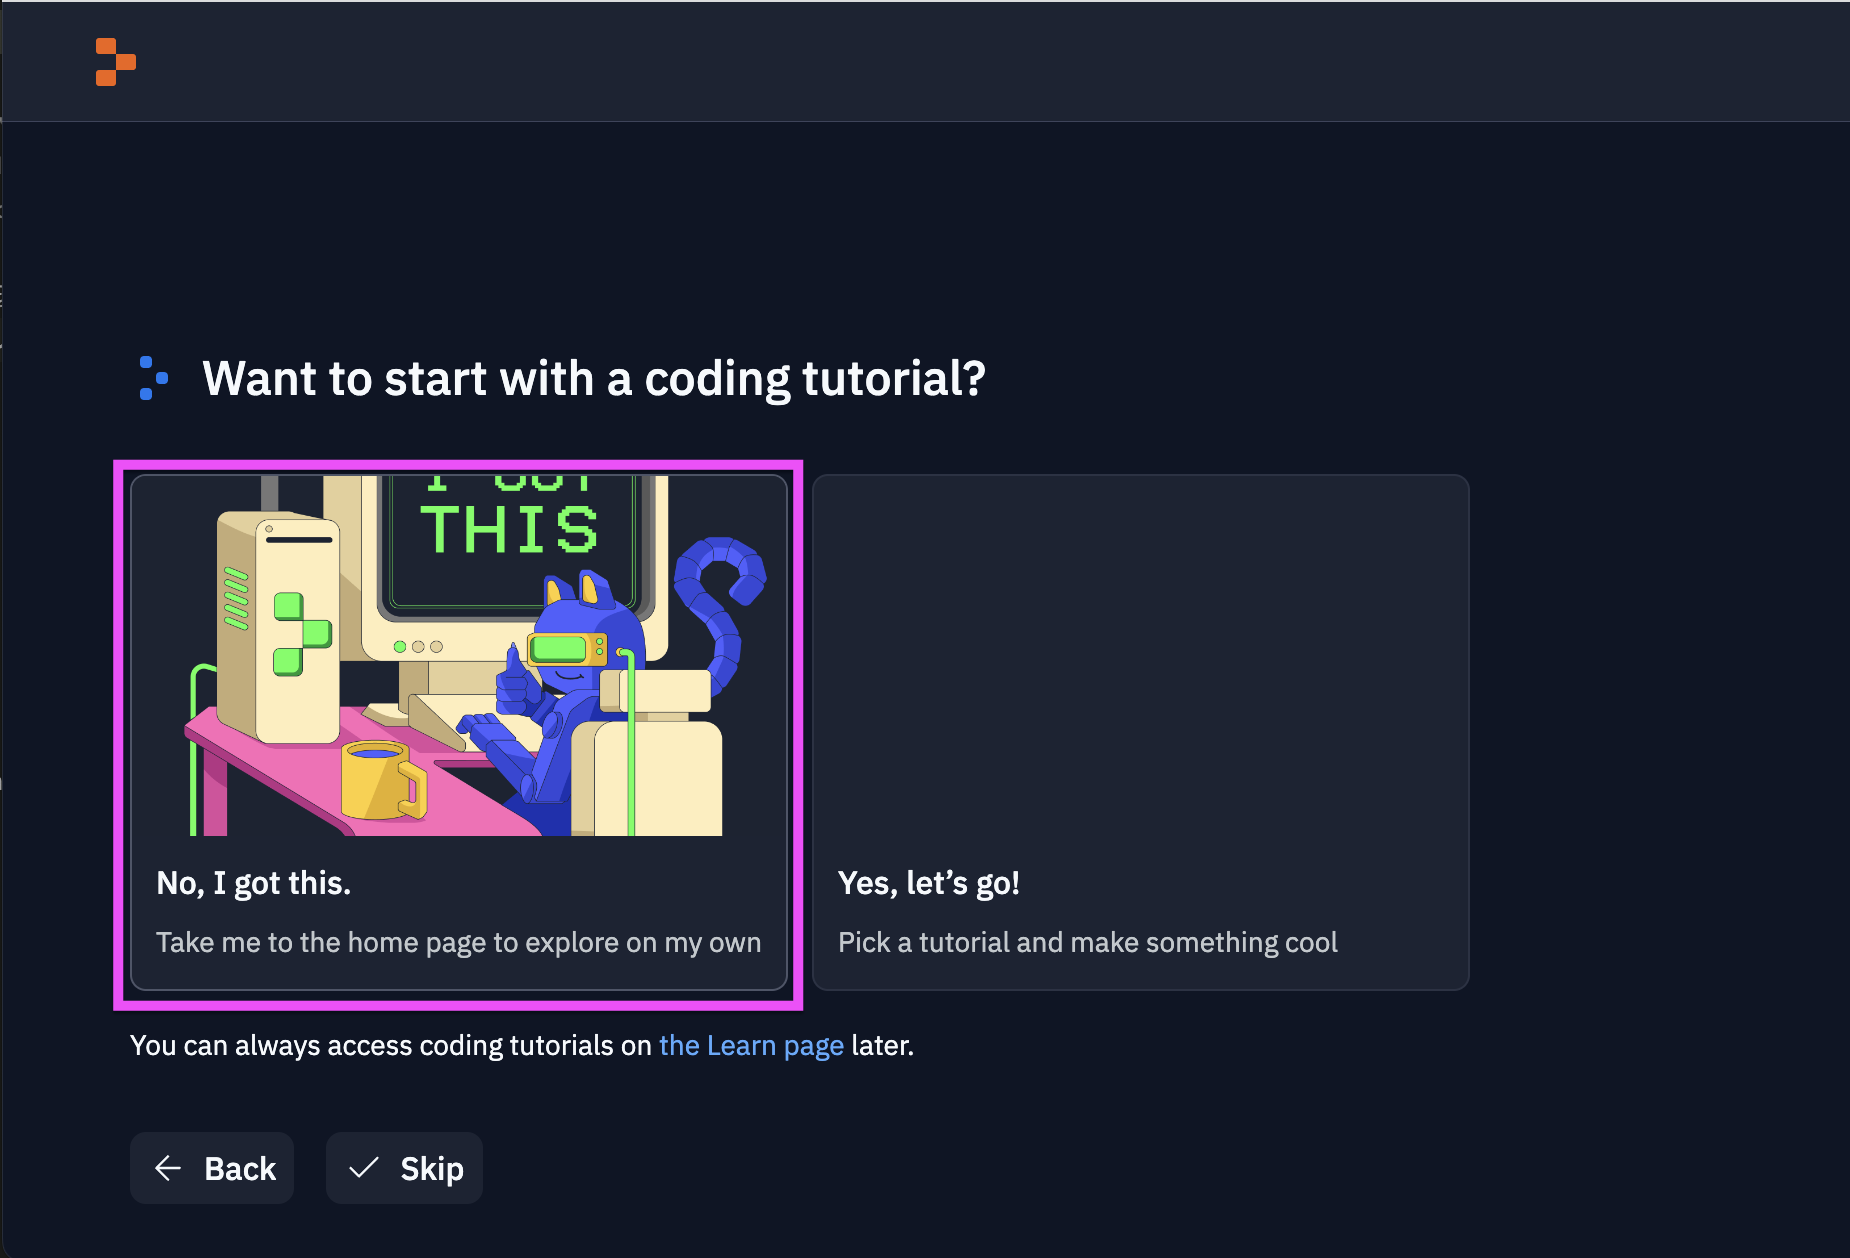 Want to start with a coding tutorial?
I GOT
THIS
No, I got this.
Take me to the home page to explore on my own
Yes, let’s go!
Pick a tutorial and make something cool
You can always access coding tutorials on the Learn page later.
Back
Skip